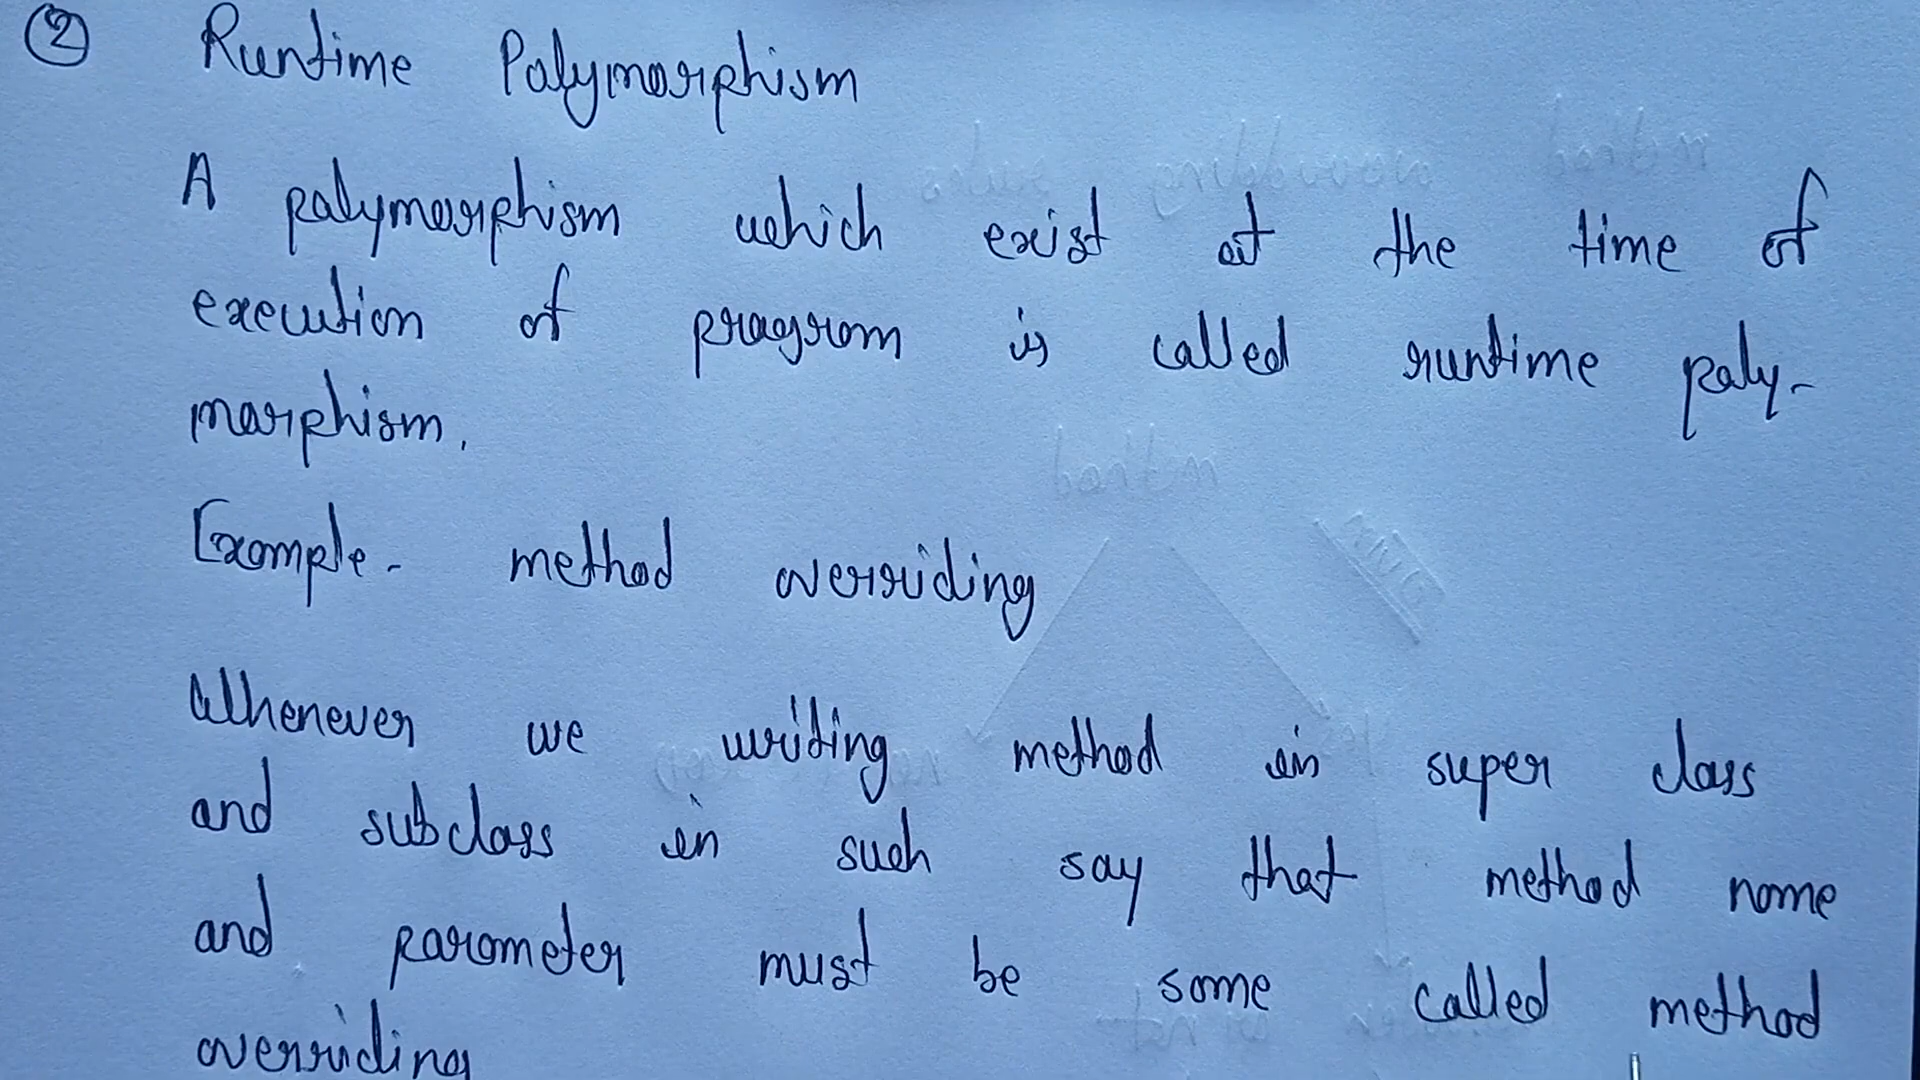 ② Runtime Polymorphism
A polymorphism which exist at the time of
execution of program is called runtime poly-
morphism.
Example- method overriding
Whenever we writing method in super class
and subclass in such say that method name
and parameter must be same called method
overriding